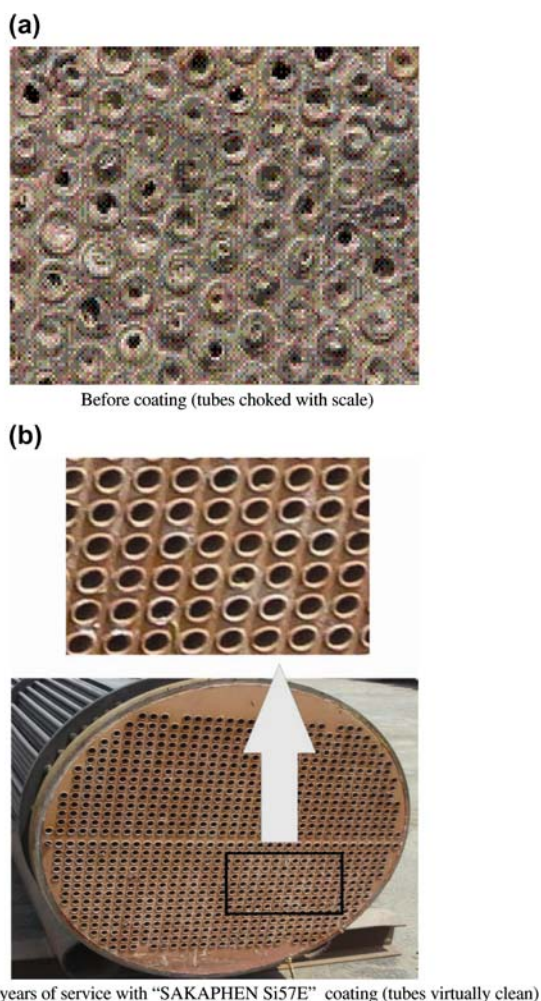 (a)
Before coating (tubes choked with scale)
(b)
years of service with “SAKAPHEN Si57E” coating (tubes virtually clean)